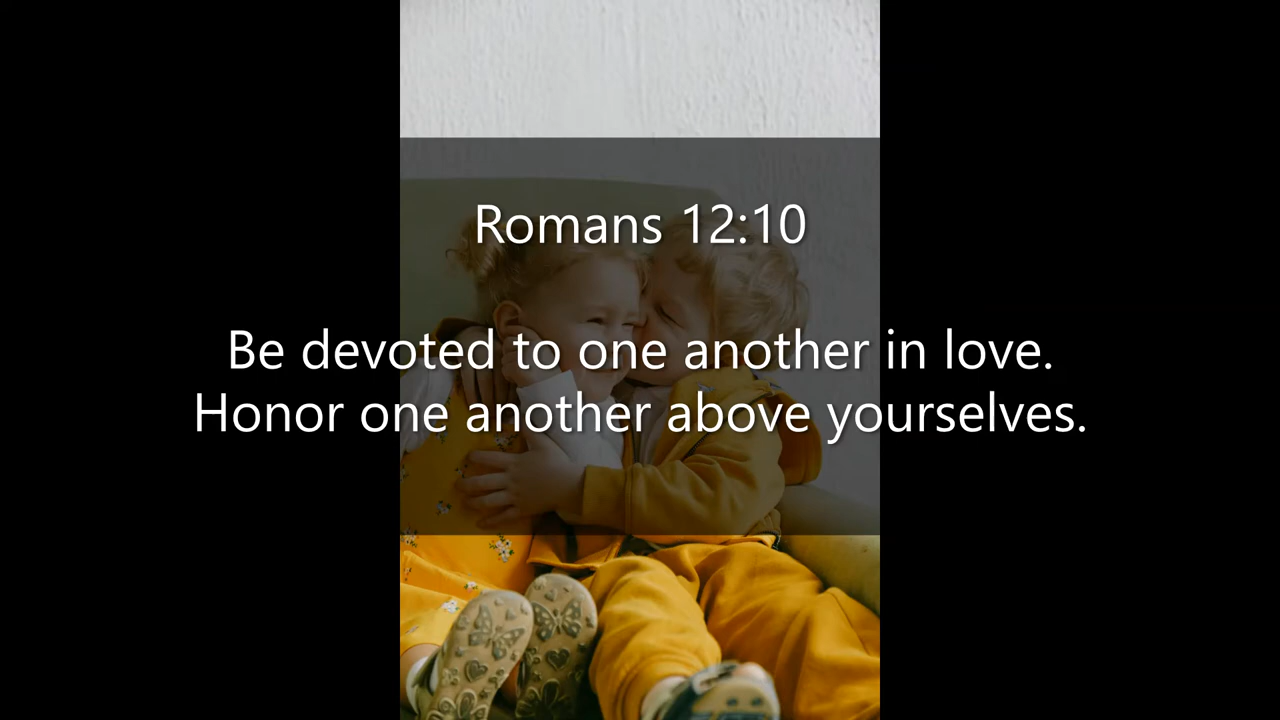 Romans 12:10
Be devoted to one another in love.
Honor one another above yourselves.